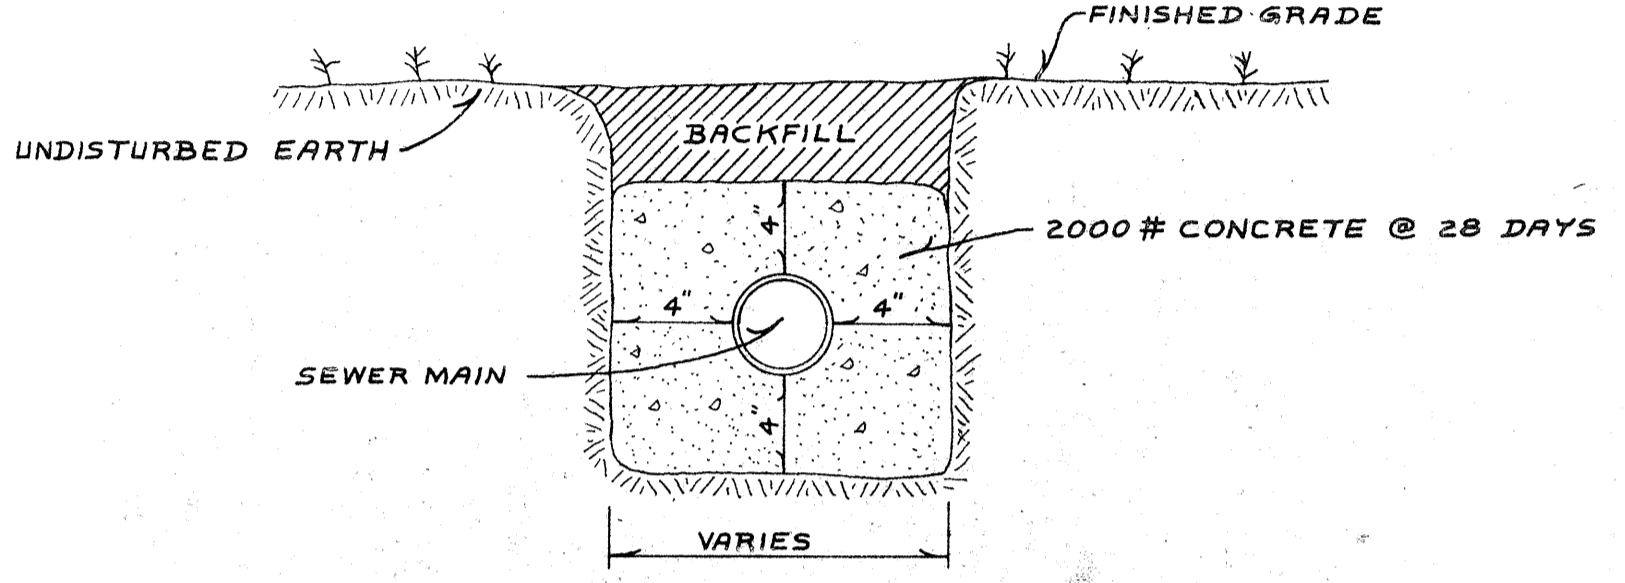 FINISHED GRADE
UNDISTURBED EARTH
BACKFILL
4"
2000 # CONCRETE @ 28 DAYS
4"
4"
SEWER MAIN
4"
VARIES